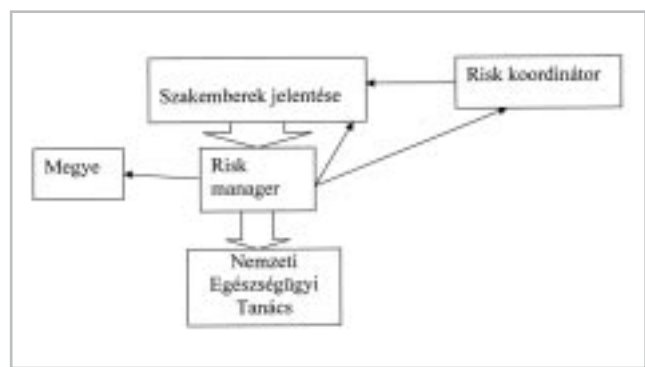 Szakemberek jelentése
Risk koordinátor
Megye
Risk
manager
Nemzeti
Egészségügyi
Tanács